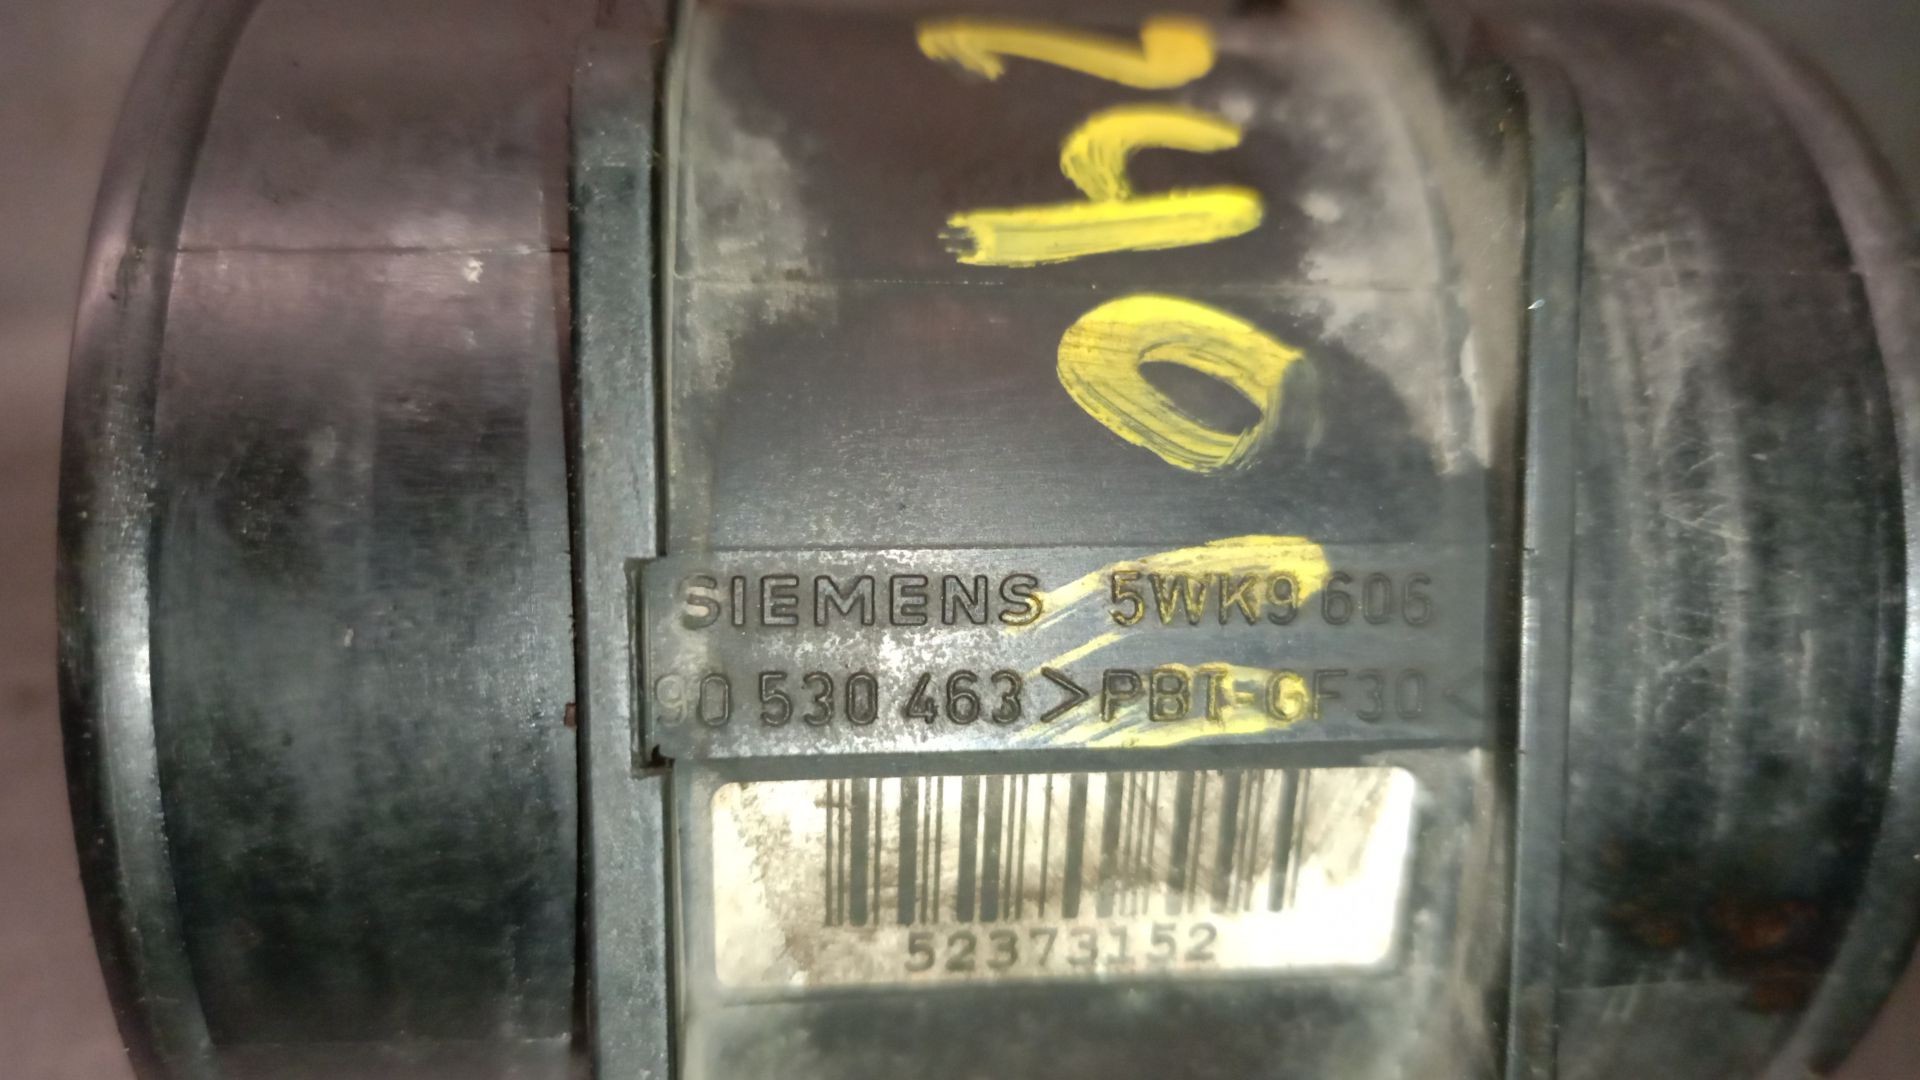 SIEMENS 5WK9 606
90 530 463 >PBT-GF30<
52373152